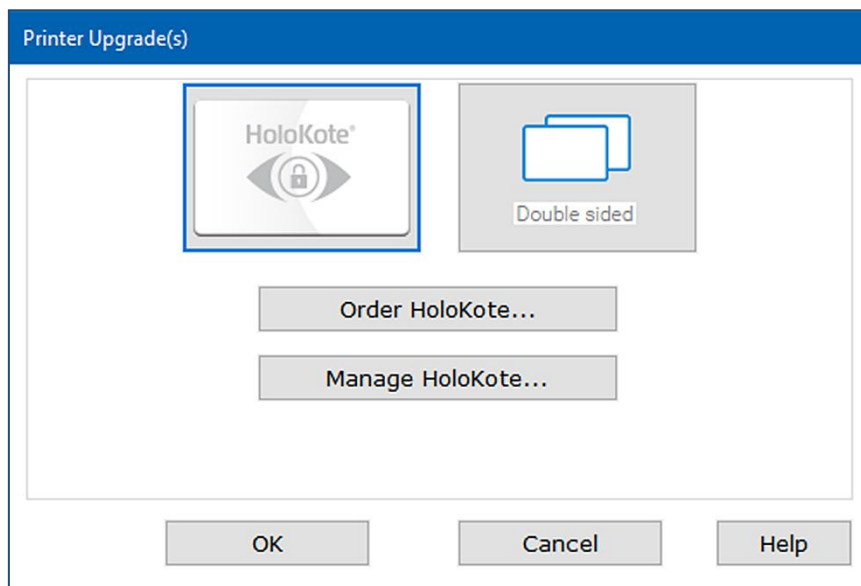 Printer Upgrade(s)
HoloKote®
Double sided
Order HoloKote...
Manage HoloKote...
OK
Cancel
Help